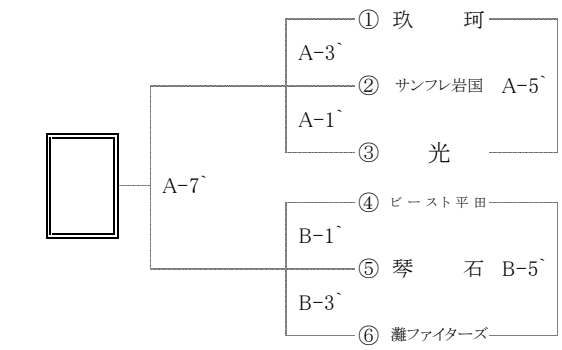 ① 玖　　珂
A-3`
② サンフレ岩国 A-5`
A-1`
③ 光
A-7`
④ ビースト平田
B-1`
⑤ 琴　　石 B-5`
B-3`
⑥ 灘ファイターズ